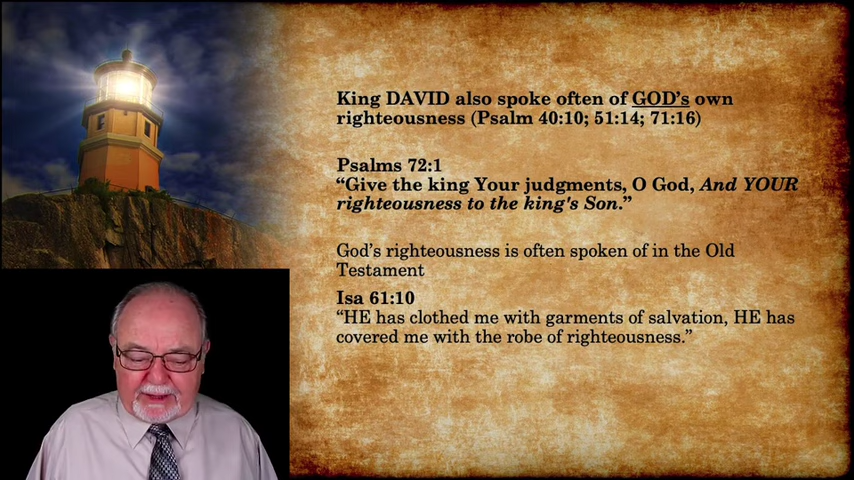 King DAVID also spoke often of GOD's own
righteousness (Psalm 40:10; 51:14; 71:16)
Psalms 72:1
“Give the king Your judgments, O God, And YOUR
righteousness to the king's Son.”
God's righteousness is often spoken of in the Old
Testament
Isa 61:10
“HE has clothed me with garments of salvation, HE has
covered me with the robe of righteousness.”